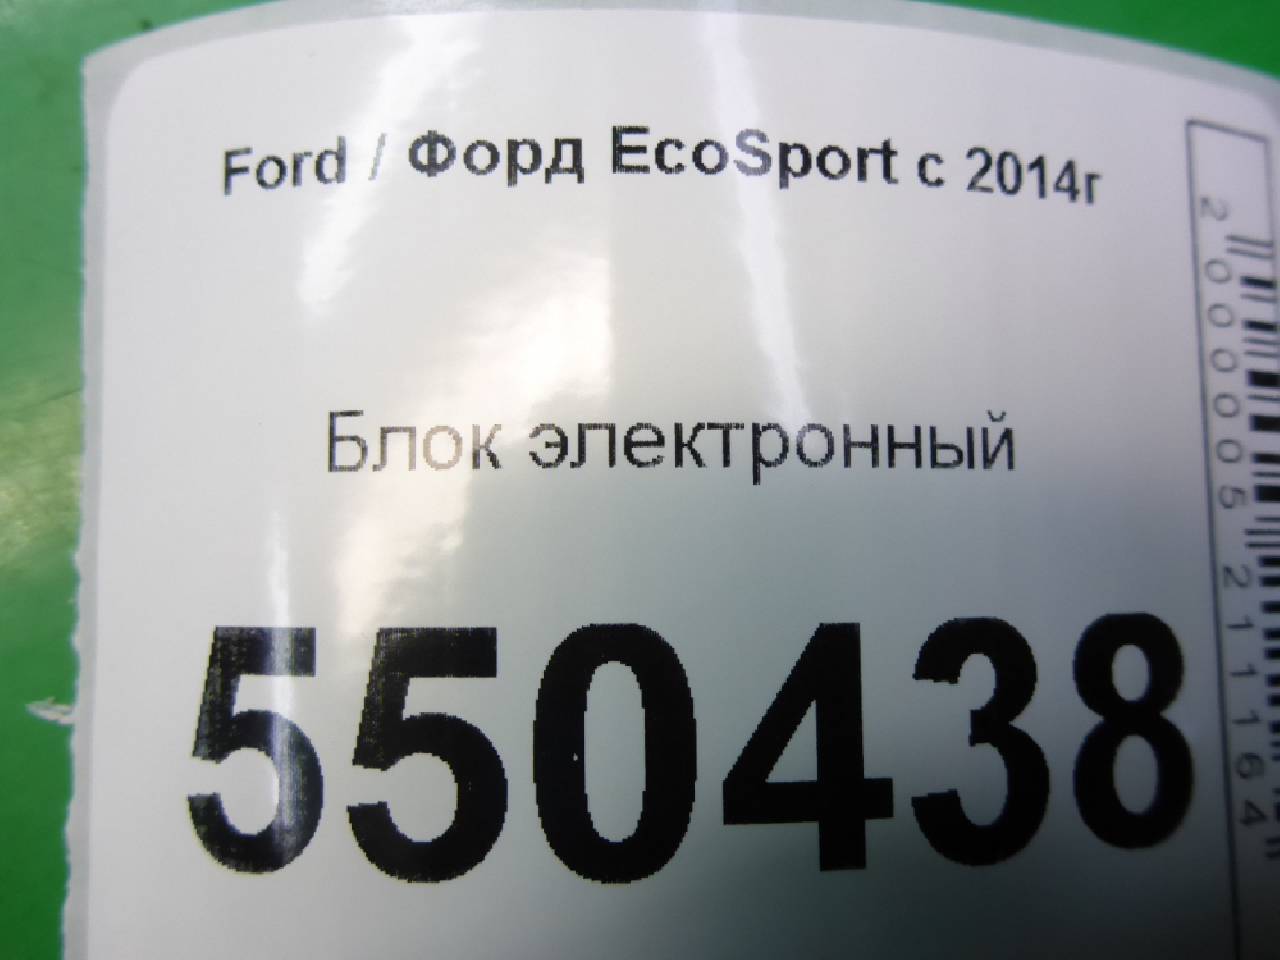 Ford / Форд EcoSport с 2014г
Блок электронный
550438
2000005211164